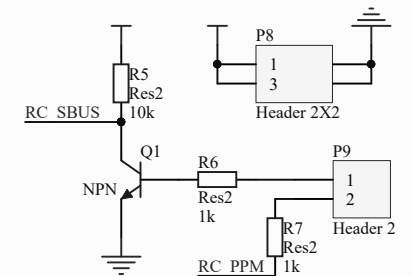 P8
R5
1
Res2
3
10k
RC_SBUS
Header 2X2
Q1
P9
R6
NPN
1
Res2
2
1k
R7
Header 2
Res2
RC_PPM
1k